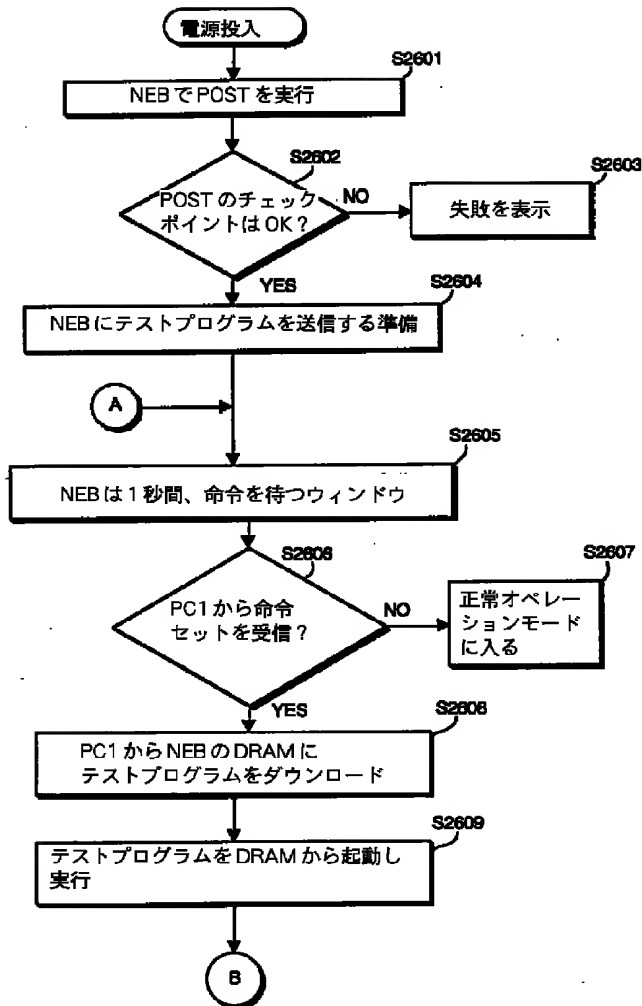 電源投入
S2601
NEBでPOSTを実行
S2602
POSTのチェック
ポイントはOK?
NO
S2603
失敗を表示
YES
S2604
NEBにテストプログラムを送信する準備
A
S2605
NEBは1秒間、命令を待つウィンドウ
S2606
PC1から命令
セットを受信?
NO
S2607
正常オペレー
ションモード
に入る
YES
S2608
PC1からNEBのDRAMに
テストプログラムをダウンロード
S2609
テストプログラムをDRAMから起動し
実行
B